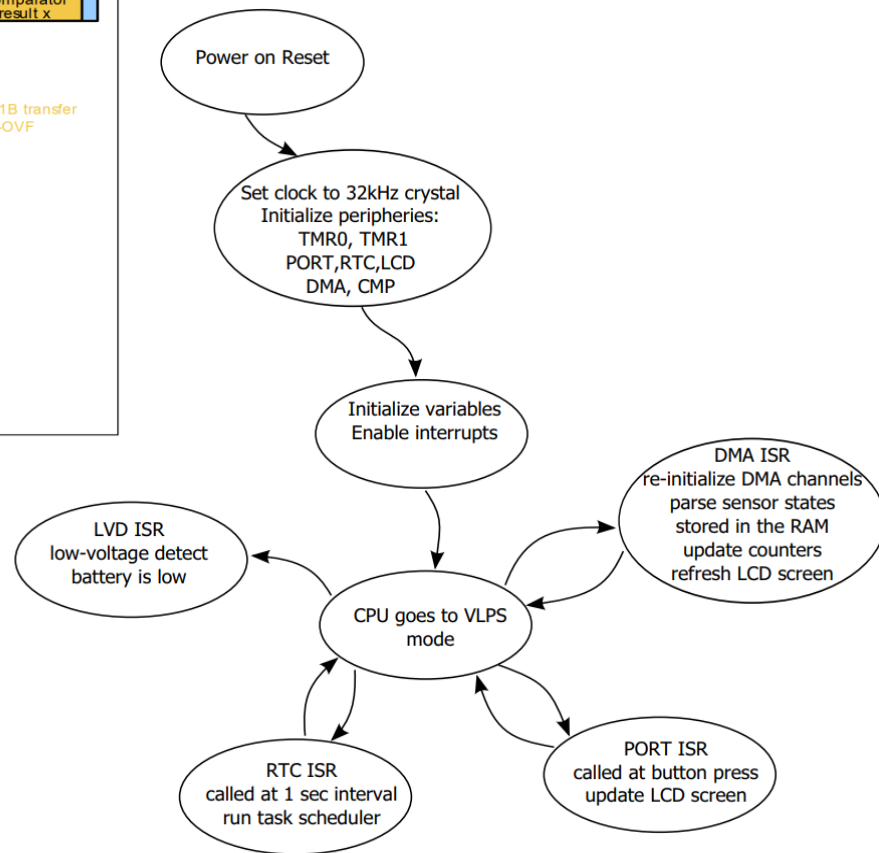 result x
1B transfer
-OVF
Power on Reset
Set clock to 32kHz crystal
Initialize peripheries:
TMR0, TMR1
PORT,RTC,LCD
DMA, CMP
Initialize variables
Enable interrupts
DMA ISR
re-initialize DMA channels
parse sensor states
stored in the RAM
update counters
refresh LCD screen
LVD ISR
low-voltage detect
battery is low
CPU goes to VLPS
mode
RTC ISR
called at 1 sec interval
run task scheduler
PORT ISR
called at button press
update LCD screen